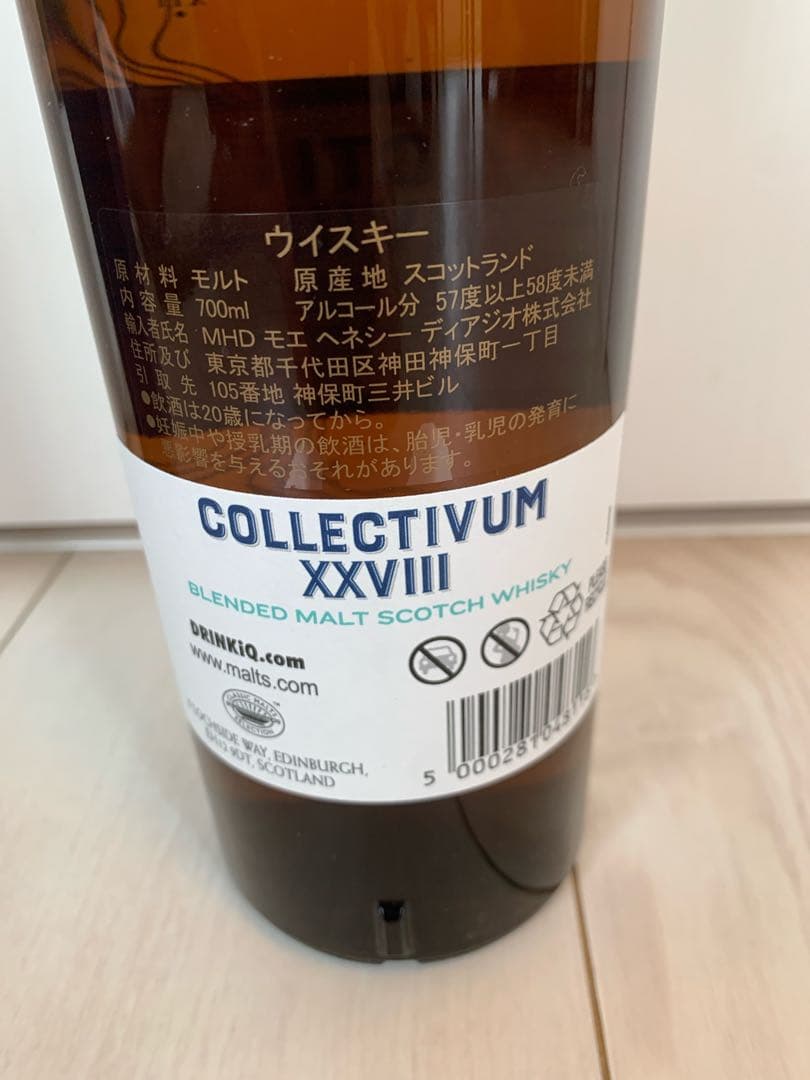 ウイスキー
原材料 モルト 原産地 スコットランド
内容量 700ml アルコール分 57度以上58度未満
輸入者氏名 MHD モエ ヘネシー ディアジオ株式会社
住所及び 東京都千代田区神田神保町一丁目
引取先 105番地 神保町三井ビル
●飲酒は20歳になってから。
●妊娠中や授乳期の飲酒は、胎児・乳児の発育に
悪影響を与えるおそれがあります。
COLLECTIVUM
XXVIII
BLENDED MALT SCOTCH WHISKY
DRINKiQ.com
www.malts.com
CLASSIC MALTS
SELECTION
WAY, EDINBURGH,
9DT, SCOTLAND
5 000028